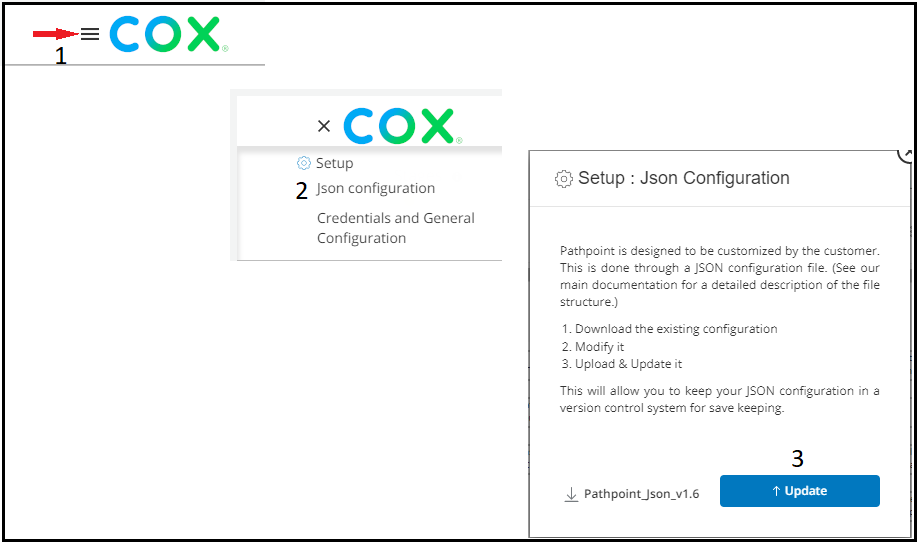 COX®
1
COX®
Setup
2 Json configuration
Credentials and General
Configuration
Setup : Json Configuration
Pathpoint is designed to be customized by the customer.
This is done through a JSON configuration file. (See our
main documentation for a detailed description of the file
structure.)
1. Download the existing configuration
2. Modify it
3. Upload & Update it
This will allow you to keep your JSON configuration in a
version control system for save keeping.
3
Pathpoint_Json_v1.6
Update